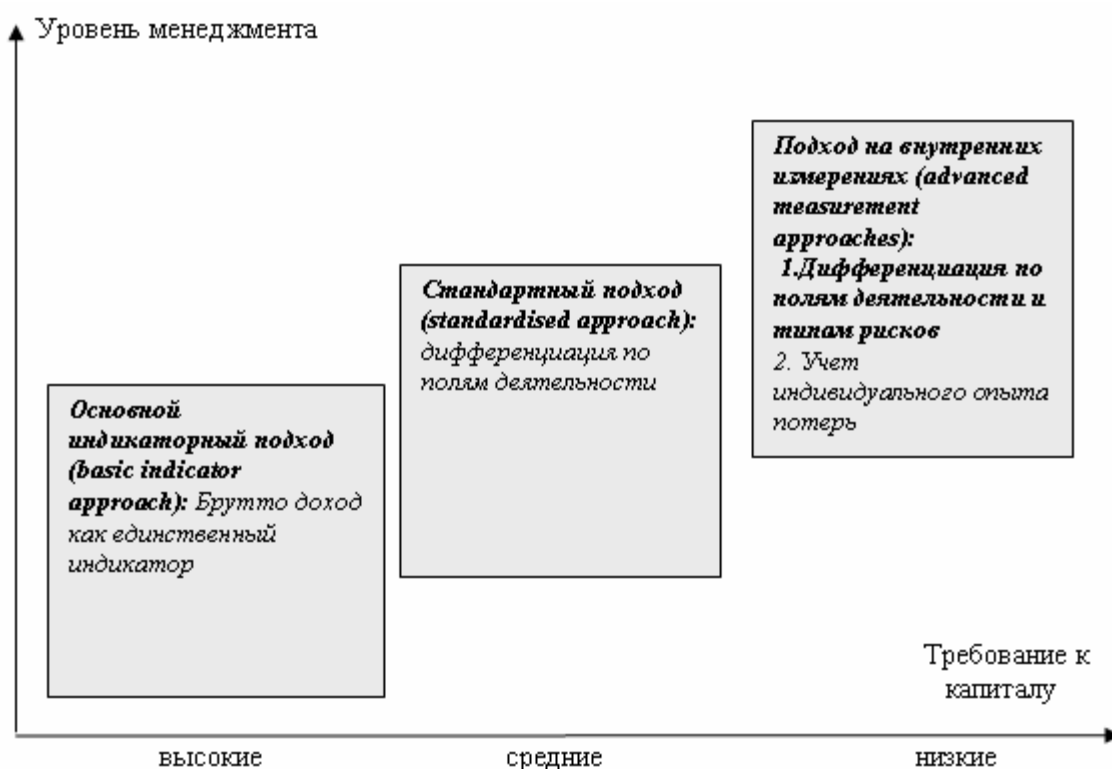 Уровень менеджмента
Подход на внутренних
измерениях (advanced
measurement
approaches):
1.Дифференциация по
полям деятельности и
типам рисков
2. Учет
индивидуального опыта
потерь
Стандартный подход
(standardised approach):
дифференциация по
полям деятельности
Основной
индикаторный подход
(basic indicator
approach): Брутто доход
как единственный
индикатор
Требование к
капиталу
высокие
средние
низкие